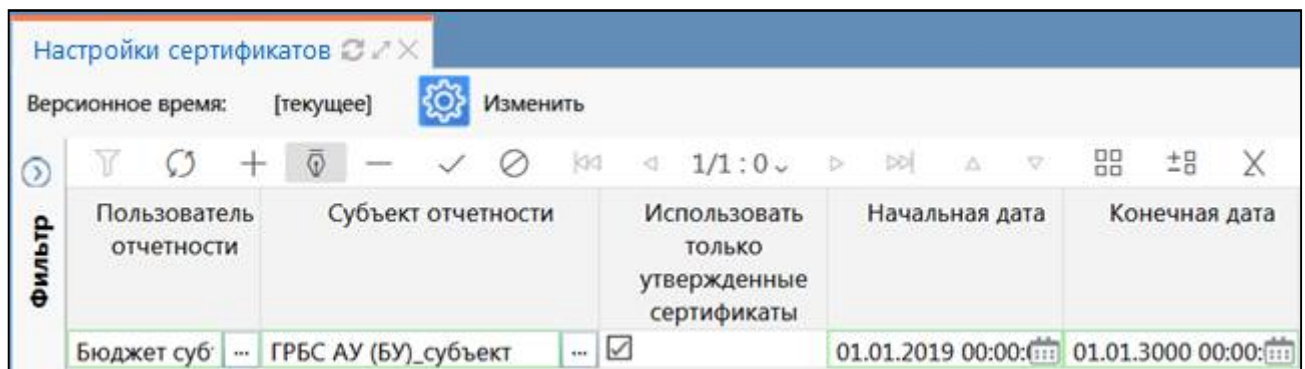 Настройки сертификатов
Версионное время: [текущее] Изменить
1/1 : 0
Фильтр
Пользователь отчетности
Субъект отчетности
Использовать только утвержденные сертификаты
Начальная дата
Конечная дата
Бюджет суб ... ГРБС АУ (БУ)_субъект ... 01.01.2019 00:00: 01.01.3000 00:00: